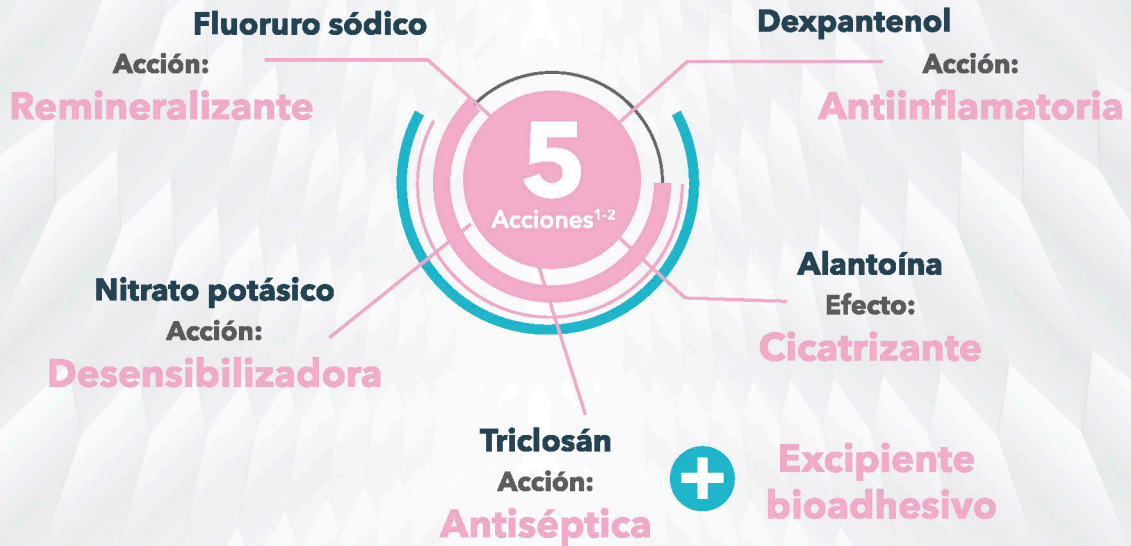 Fluoruro sódico
Acción:
Remineralizante
Dexpantenol
Acción:
Antiinflamatoria
5
Acciones¹⁻²
Nitrato potásico
Acción:
Desensibilizadora
Alantoína
Efecto:
Cicatrizante
Triclosán
Acción:
Antiséptica
+
Excipiente
bioadhesivo